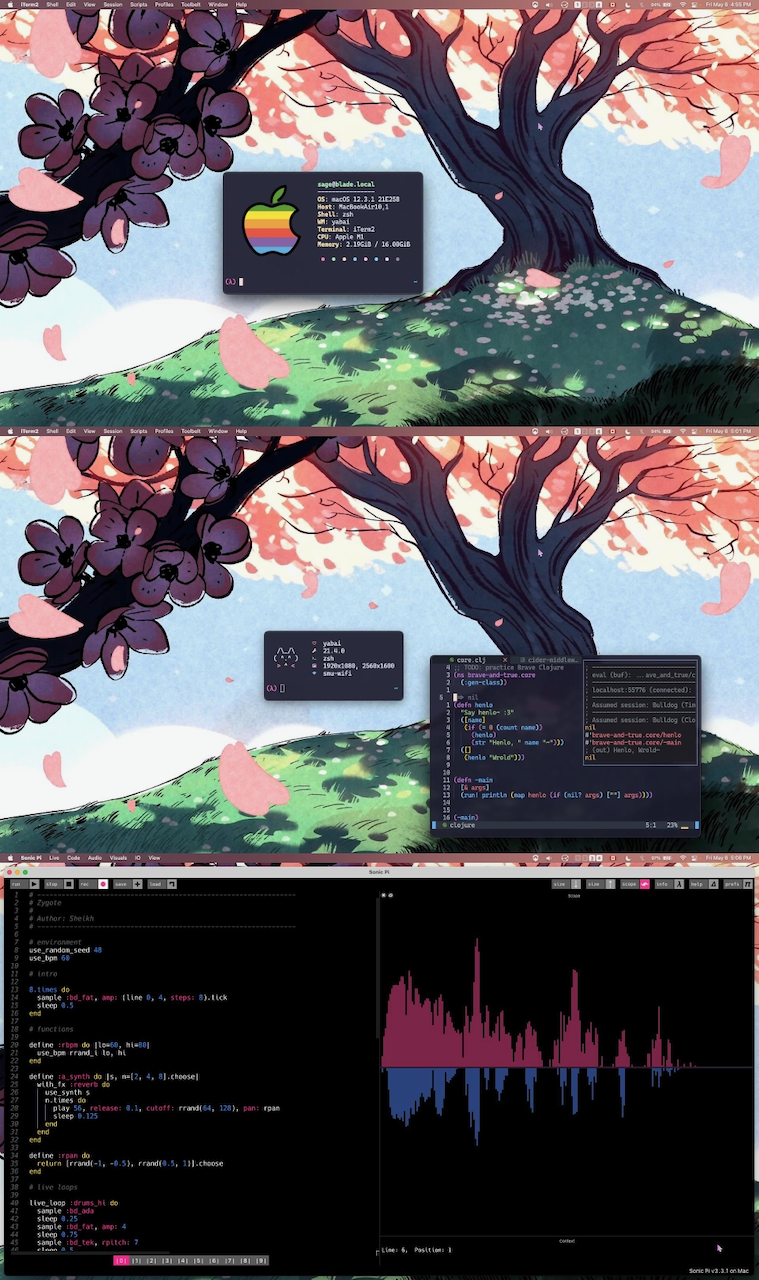 iTerm2 Shell Edit View Session Scripts Profiles Toolbelt Window Help
Fri May 6 4:55 PM
sage@blade.local
OS: macOS 12.3.1 21E258
Host: MacBookAir10,1
Shell: zsh
WM: yabai
Terminal: iTerm2
CPU: Apple M1
Memory: 2.19GiB / 16.00GiB
(λ)
~
iTerm2 Shell Edit View Session Scripts Profiles Toolbelt Window Help
94% Fri May 6 5:01 PM
yabai
21.4.0
zsh
1920x1080, 2560x1600
smu-wifi
(λ)
~
core.clj × cider-middlew…
4 ;; TODO: practice Brave Clojure
3 (ns brave-and-true.core
2 (:gen-class))
1
5 => nil
1 (defn henlo
2 "Say henlo~ :3"
3 ([name]
4 (if (= 0 (count name))
5 (henlo)
6 (str "Henlo, " name "~")))
7 ([]
8 (henlo "Wrold")))
9
10
11 (defn -main
12 [& args]
13 (run! println (map henlo (if (nil? args) [""] args))))
14
15
16 (-main)
; eval (buf): ...ave_and_true/c
; localhost:55776 (connected):
; Assumed session: Bulldog (Tim
; Assumed session: Bulldog (Clo
nil
#'brave-and-true.core/henlo
#'brave-and-true.core/-main
; (out) Henlo, Wrold~
nil
clojure 5:1 23%
Sonic Pi Live Code Audio Visuals IO View
97% Fri May 6 5:06 PM
Sonic Pi
run stop rec save load size size scope info help prefs
1 # --------------------------------------------------------------
2 # Zygote
3 #
4 # Author: Sheikh
5 # --------------------------------------------------------------
6
7 # environment
8 use_random_seed 48
9 use_bpm 60
10
11 # intro
12
13 8.times do
14 sample :bd_fat, amp: (line 0, 4, steps: 8).tick
15 sleep 0.5
16 end
17
18 # functions
19
20 define :rbpm do |lo=60, hi=80|
21 use_bpm rrand_i lo, hi
22 end
23
24 define :a_synth do |s, n=[2, 4, 8].choose|
25 with_fx :reverb do
26 use_synth s
27 n.times do
28 play 56, release: 0.1, cutoff: rrand(64, 128), pan: rpan
29 sleep 0.125
30 end
31 end
32 end
33
34 define :rpan do
35 return [rrand(-1, -0.5), rrand(0.5, 1)].choose
36 end
37
38 # live loops
39
40 live_loop :drums_hi do
41 sample :bd_ada
42 sleep 0.25
43 sample :bd_fat, amp: 4
44 sleep 0.75
45 sample :bd_tek, rpitch: 7
46 sleep 0.5
Scope
Context
Line: 6, Position: 1
|0| |1| |2| |3| |4| |5| |6| |7| |8| |9|
Sonic Pi v3.3.1 on Mac